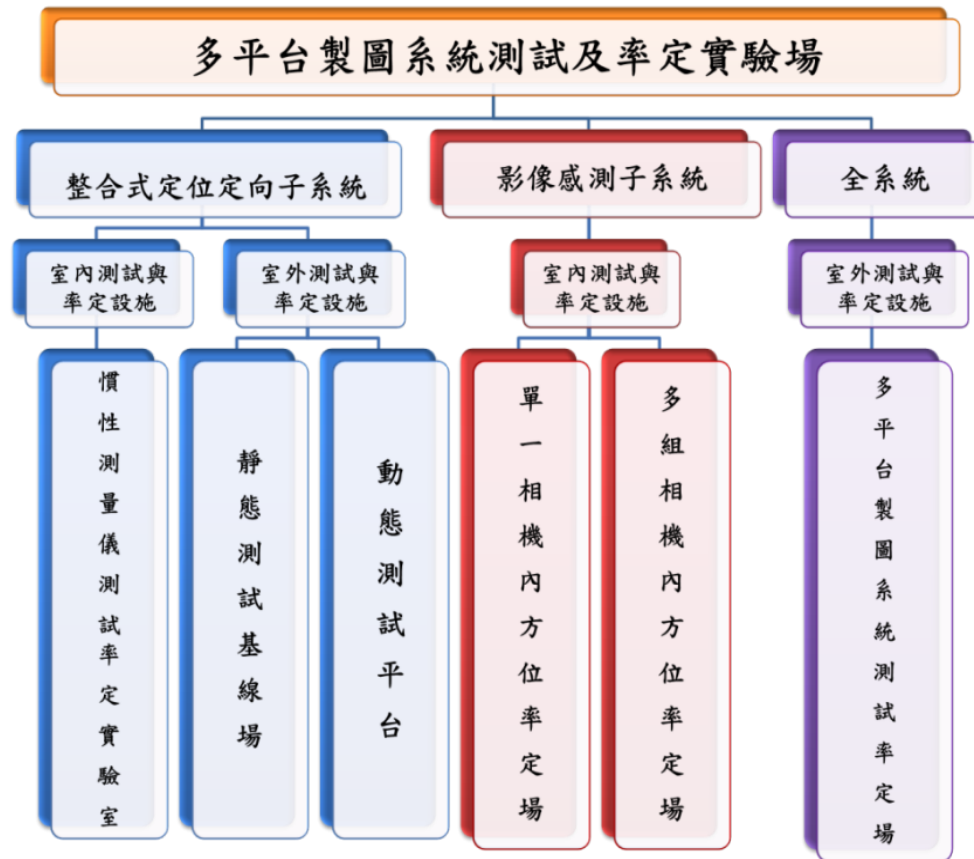 多平台製圖系統測試及率定實驗場
整合式定位定向子系統
影像感測子系統
全系統
室內測試與
率定設施
室外測試與
率定設施
室內測試與
率定設施
室外測試與
率定設施
慣性測量儀測試率定實驗室
靜態測試基線場
動態測試平台
單一相機內方位率定場
多組相機內方位率定場
多平台製圖系統測試率定場